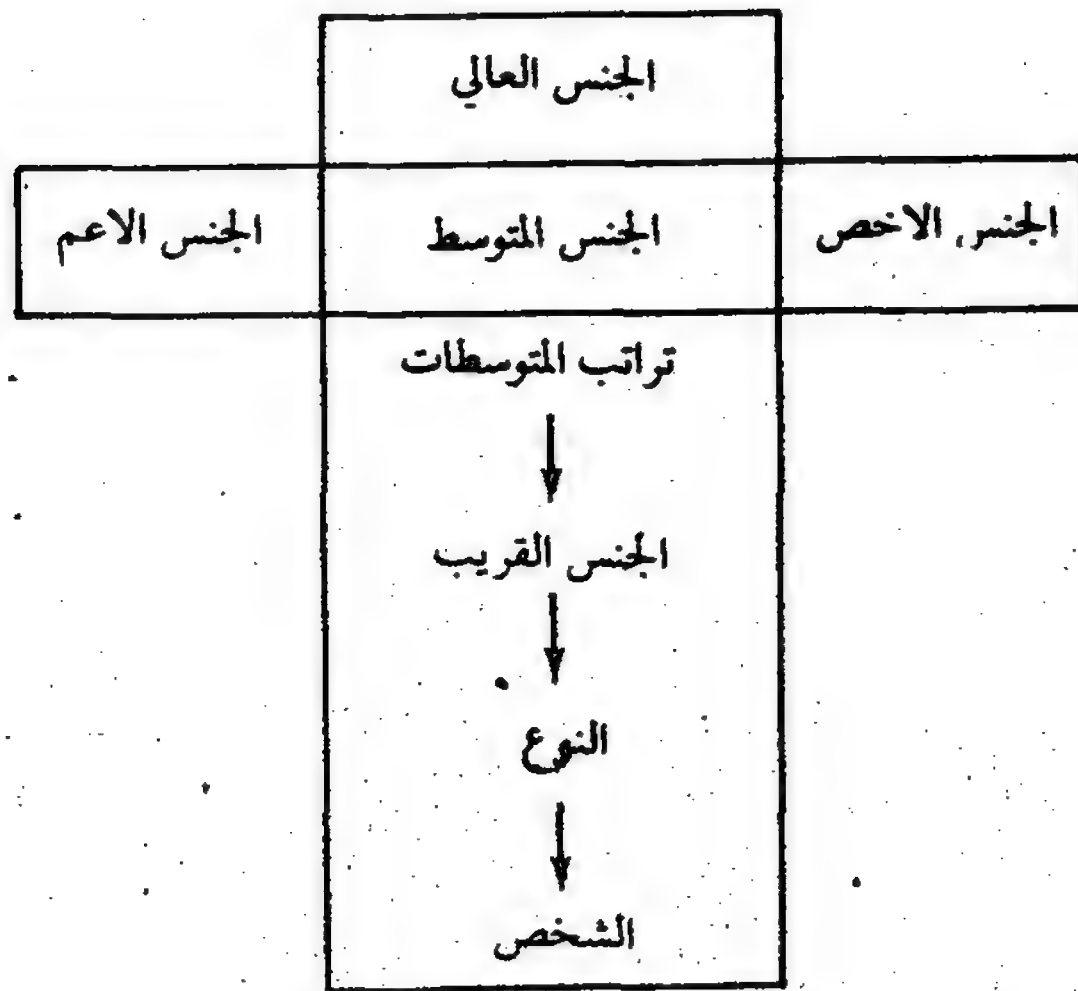 الجنس العالي
الجنس الاخص
الجنس المتوسط
الجنس الاعم
تراتب المتوسطات
الجنس القريب
النوع
الشخص